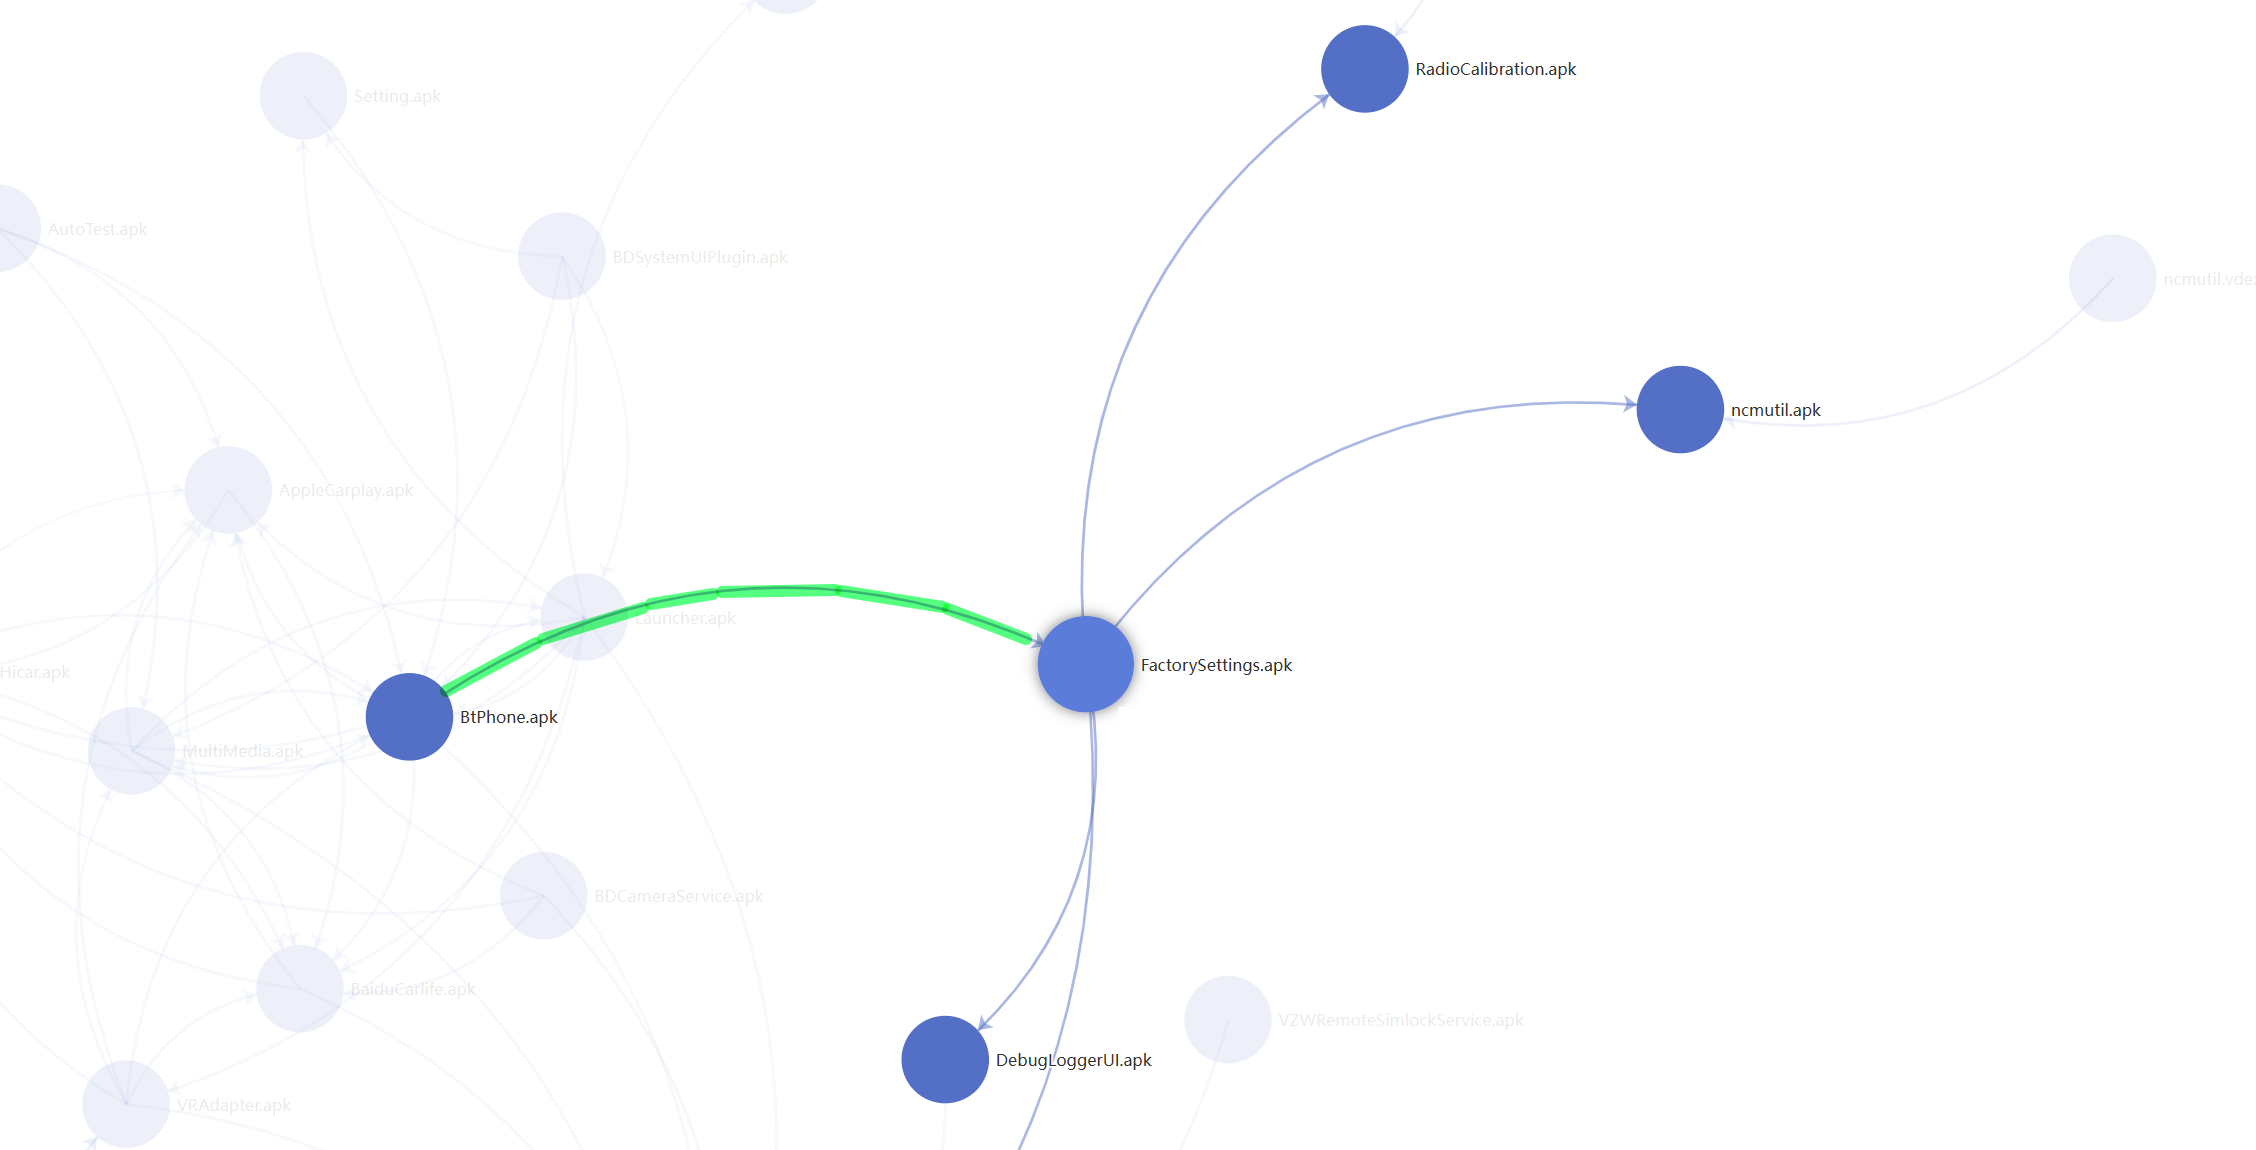 RadioCalibration.apk
Setting.apk
AutoTest.apk
BDSystemUIPlugin.apk
ncmutil.vdex
ncmutil.apk
AppleCarplay.apk
Launcher.apk
FactorySettings.apk
Hicar.apk
BtPhone.apk
MultiMedia.apk
BDCameraService.apk
BaiduCarlife.apk
VZWRemoteSimlockService.apk
DebugLoggerUI.apk
VRAdapter.apk